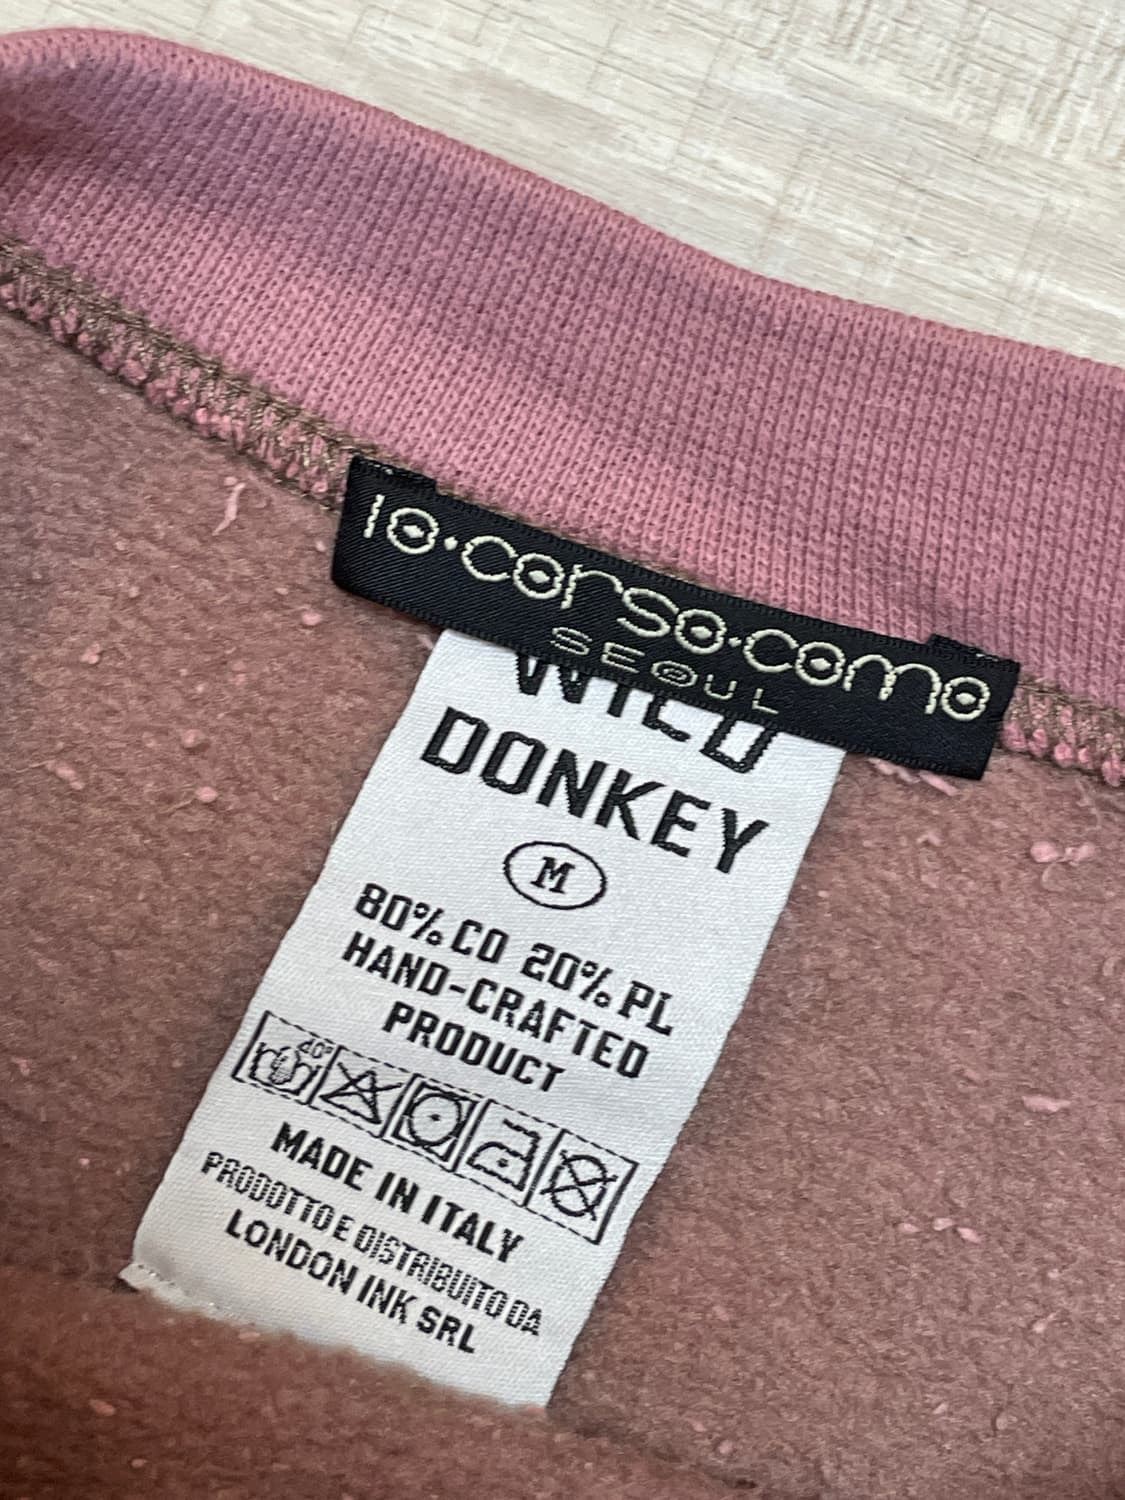 10·corso·como
SEOUL
WILD
DONKEY
M
80% CO 20% PL
HAND-CRAFTED
PRODUCT
40°
MADE IN ITALY
PRODOTTO E DISTRIBUITO DA
LONDON INK SRL